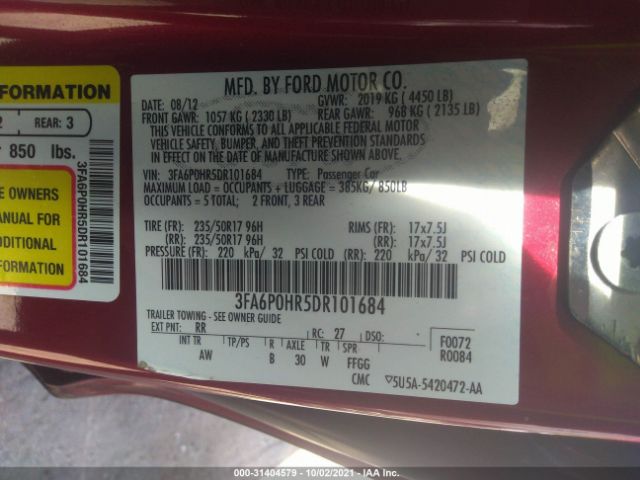 FORMATION
2 REAR: 3
r 850 lbs.
E OWNERS
ANUAL FOR
DDITIONAL
FORMATION
3FA6P0HR5DR101684
MFD. BY FORD MOTOR CO.
DATE: 08/12 GVWR: 2019 KG ( 4450 LB)
FRONT GAWR: 1057 KG ( 2330 LB) REAR GAWR: 968 KG ( 2135 LB)
THIS VEHICLE CONFORMS TO ALL APPLICABLE FEDERAL MOTOR
VEHICLE SAFETY, BUMPER, AND THEFT PREVENTION STANDARDS
IN EFFECT ON THE DATE OF MANUFACTURE SHOWN ABOVE.
VIN: 3FA6P0HR5DR101684 TYPE: Passenger Car
MAXIMUM LOAD = OCCUPANTS + LUGGAGE = 385KG/ 850LB
OCCUPANTS = 5 TOTAL; 2 FRONT, 3 REAR
TIRE (FR): 235/50R17 96H RIMS (FR): 17x7.5J
(RR): 235/50R17 96H (RR): 17x7.5J
PRESSURE (FR): 220 kPa/ 32 PSI COLD (RR): 220 kPa/ 32 PSI COLD
3FA6P0HR5DR101684
TRAILER TOWING - SEE OWNER GUIDE
EXT PNT: RR RC: 27 DSO: F0072
INT TR TP/PS R AXLE TR SPR R0084
AW B 30 W FFGG
CMC ▽5U5A-5420472-AA
000-31404579 - 10/02/2021 - IAA Inc.